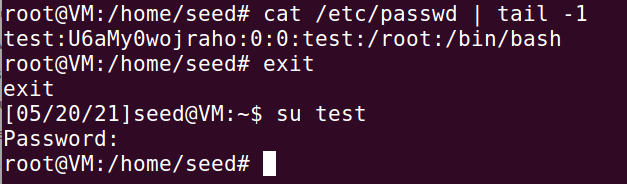 root@VM:/home/seed# cat /etc/passwd | tail -1
test:U6aMy0wojraho:0:0:test:/root:/bin/bash
root@VM:/home/seed# exit
exit
[05/20/21]seed@VM:~$ su test
Password:
root@VM:/home/seed#